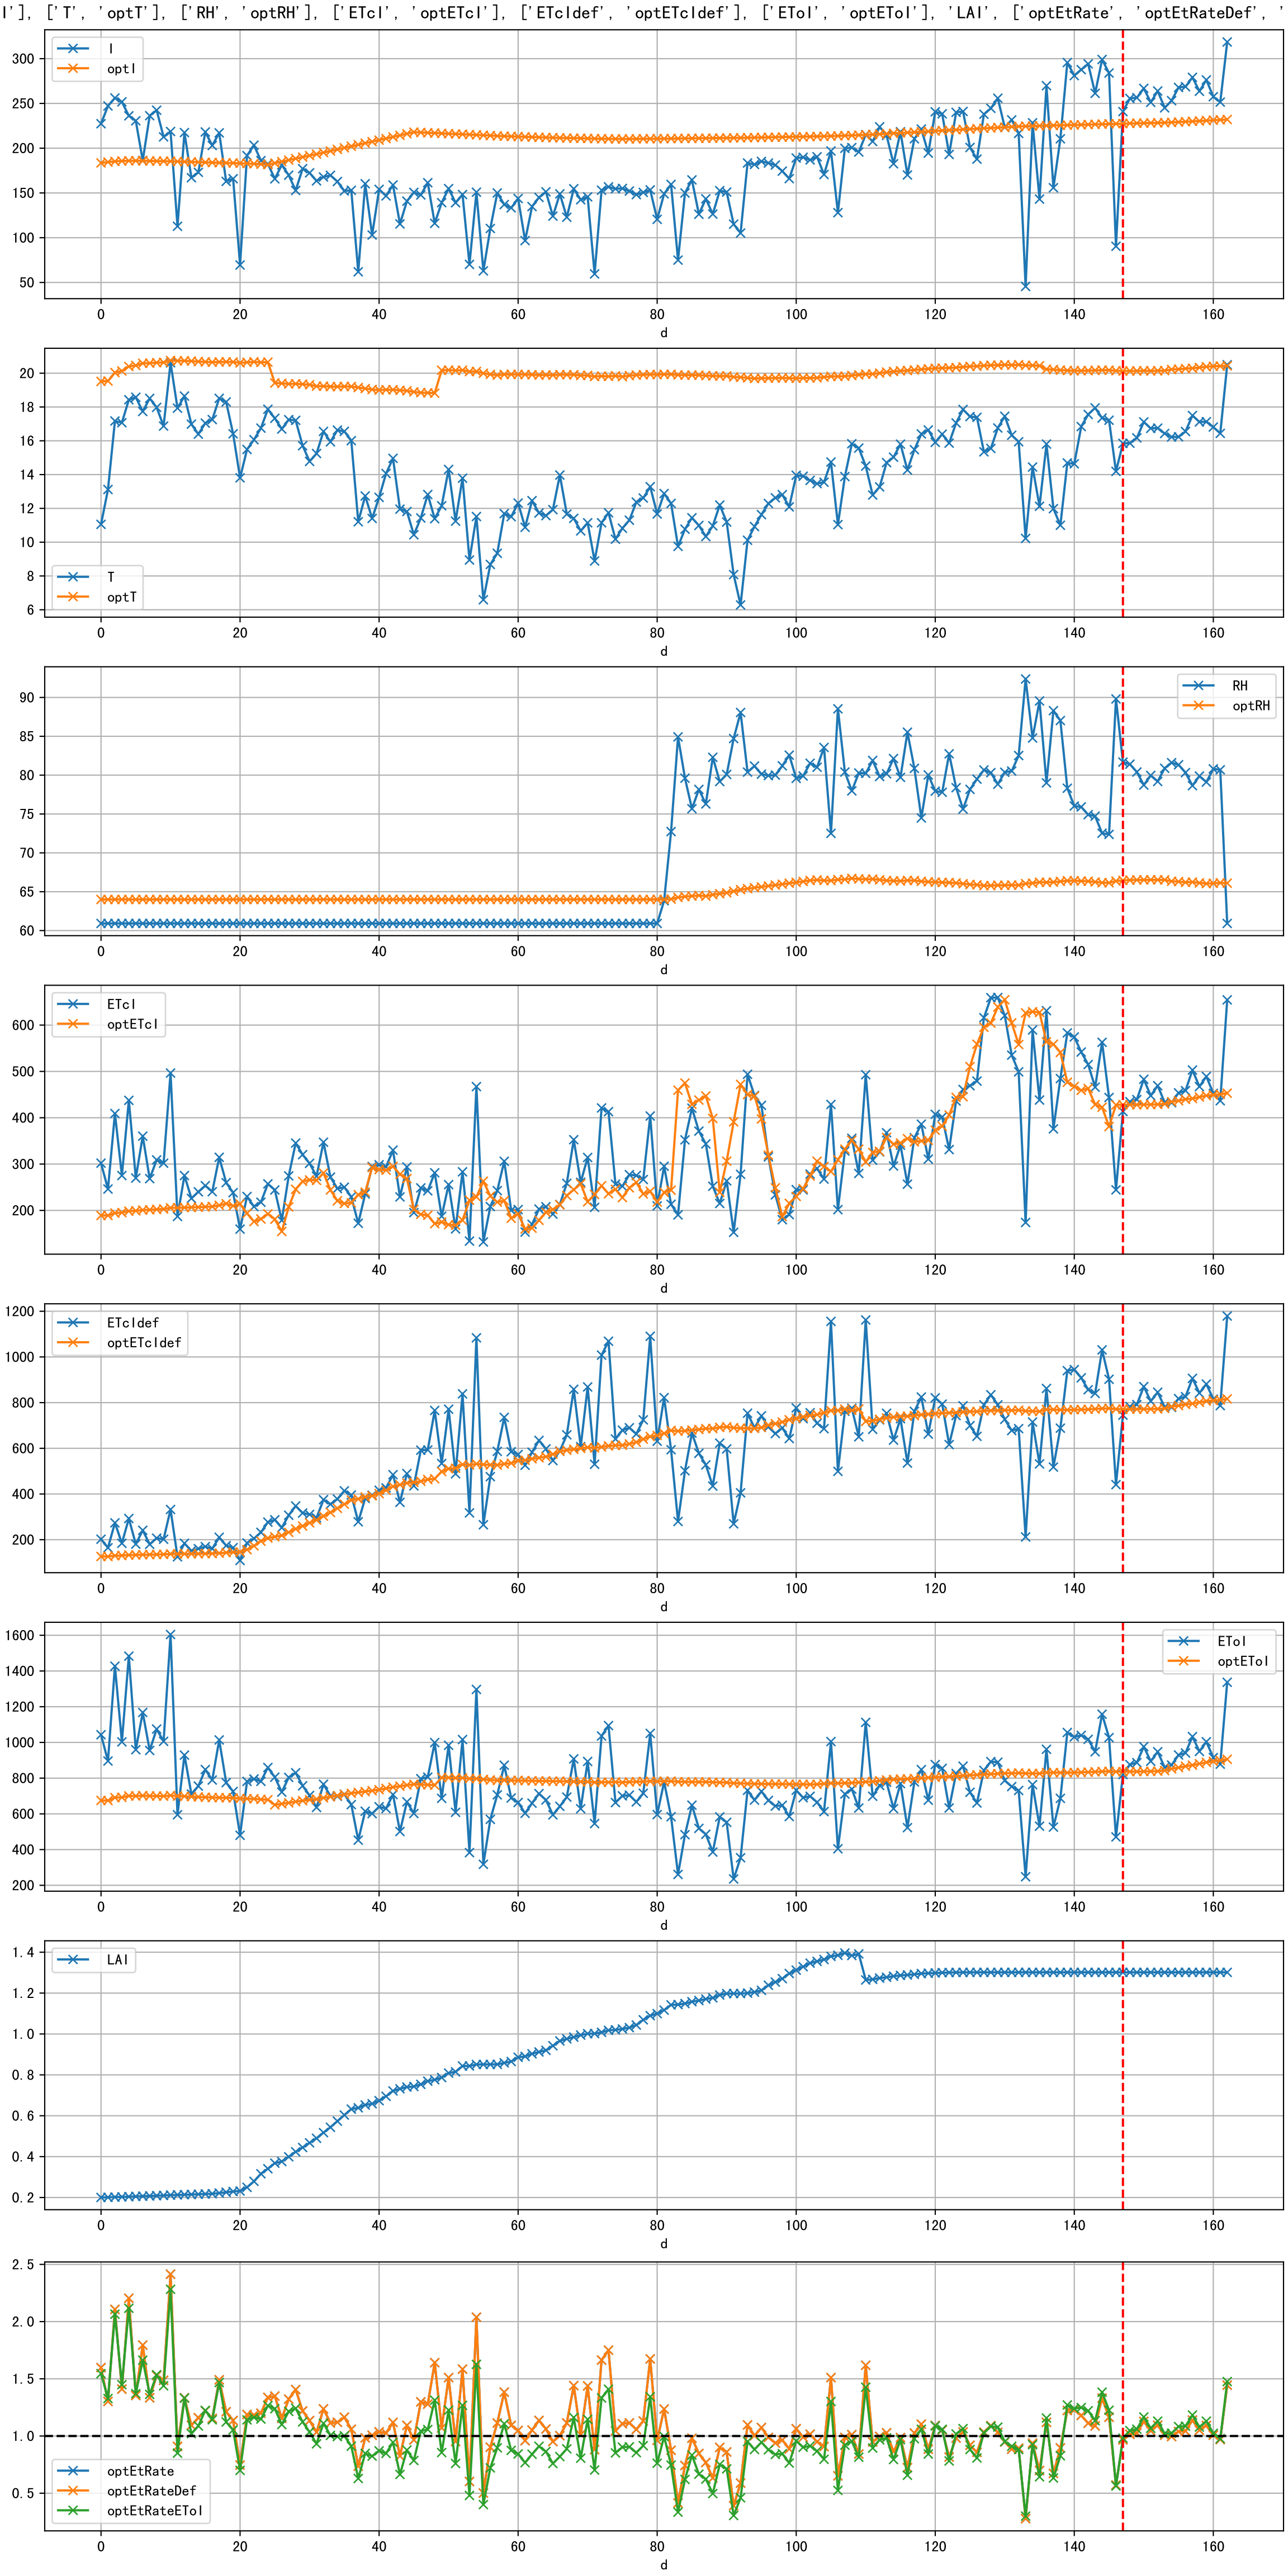 I'], ['T', 'optT'], ['RH', 'optRH'], ['ETcI', 'optETcI'], ['ETcIdef', 'optETcIdef'], ['EToI', 'optEToI'], 'LAI', ['optEtRate', 'optEtRateDef', '
I
optI
300
250
200
150
100
50
0 20 40 60 80 100 120 140 160
d
20
18
16
14
12
10
8
6
T
optT
0 20 40 60 80 100 120 140 160
d
RH
optRH
90
85
80
75
70
65
60
0 20 40 60 80 100 120 140 160
d
ETcI
optETcI
600
500
400
300
200
0 20 40 60 80 100 120 140 160
d
1200
ETcIdef
optETcIdef
1000
800
600
400
200
0 20 40 60 80 100 120 140 160
d
1600
EToI
optEToI
1400
1200
1000
800
600
400
200
0 20 40 60 80 100 120 140 160
d
1.4
LAI
1.2
1.0
0.8
0.6
0.4
0.2
0 20 40 60 80 100 120 140 160
d
2.5
2.0
1.5
1.0
0.5
optEtRate
optEtRateDef
optEtRateEToI
0 20 40 60 80 100 120 140 160
d